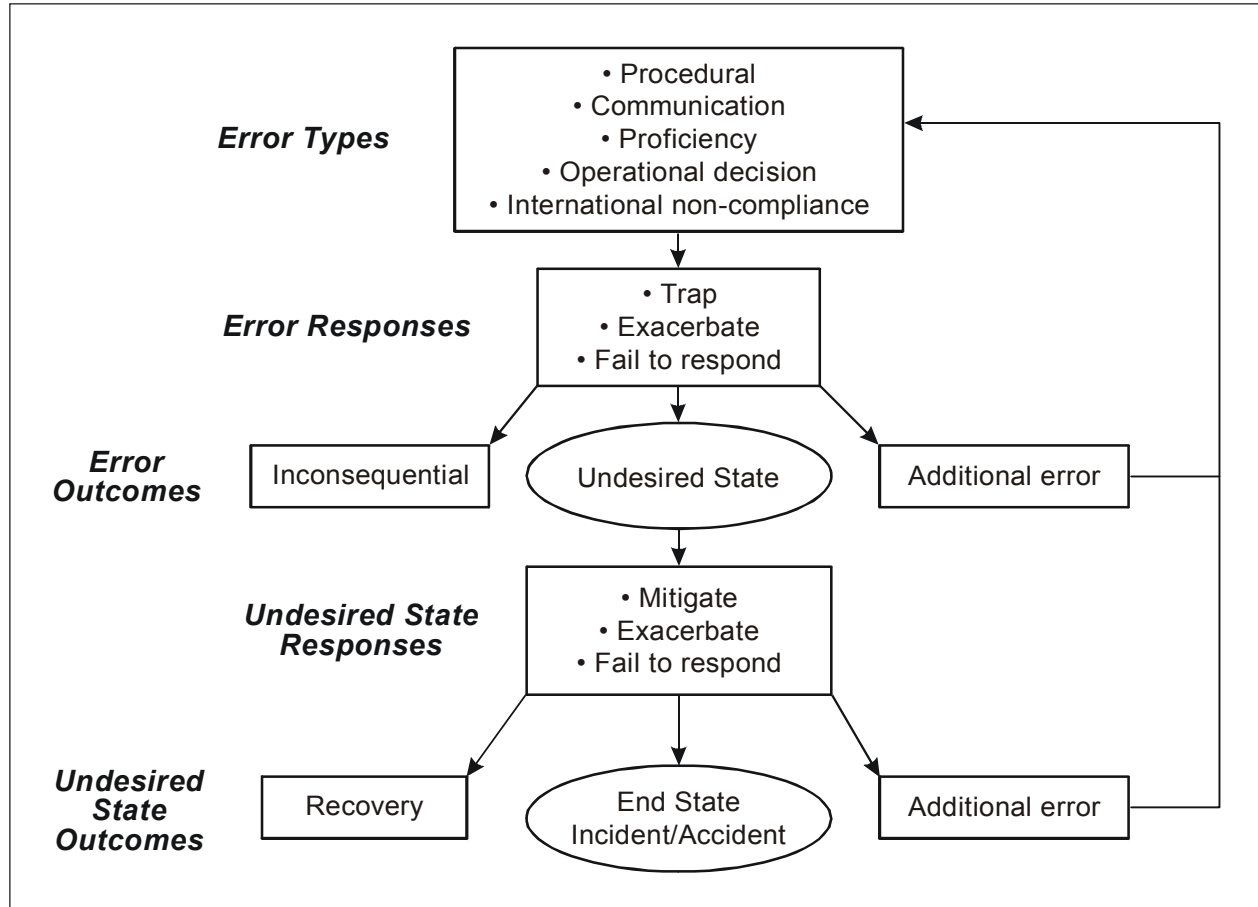 Error Types
• Procedural
• Communication
• Proficiency
• Operational decision
• International non-compliance
Error Responses
• Trap
• Exacerbate
• Fail to respond
Error
Outcomes
Inconsequential
Undesired State
Additional error
Undesired State
Responses
• Mitigate
• Exacerbate
• Fail to respond
Undesired
State
Outcomes
Recovery
End State
Incident/Accident
Additional error